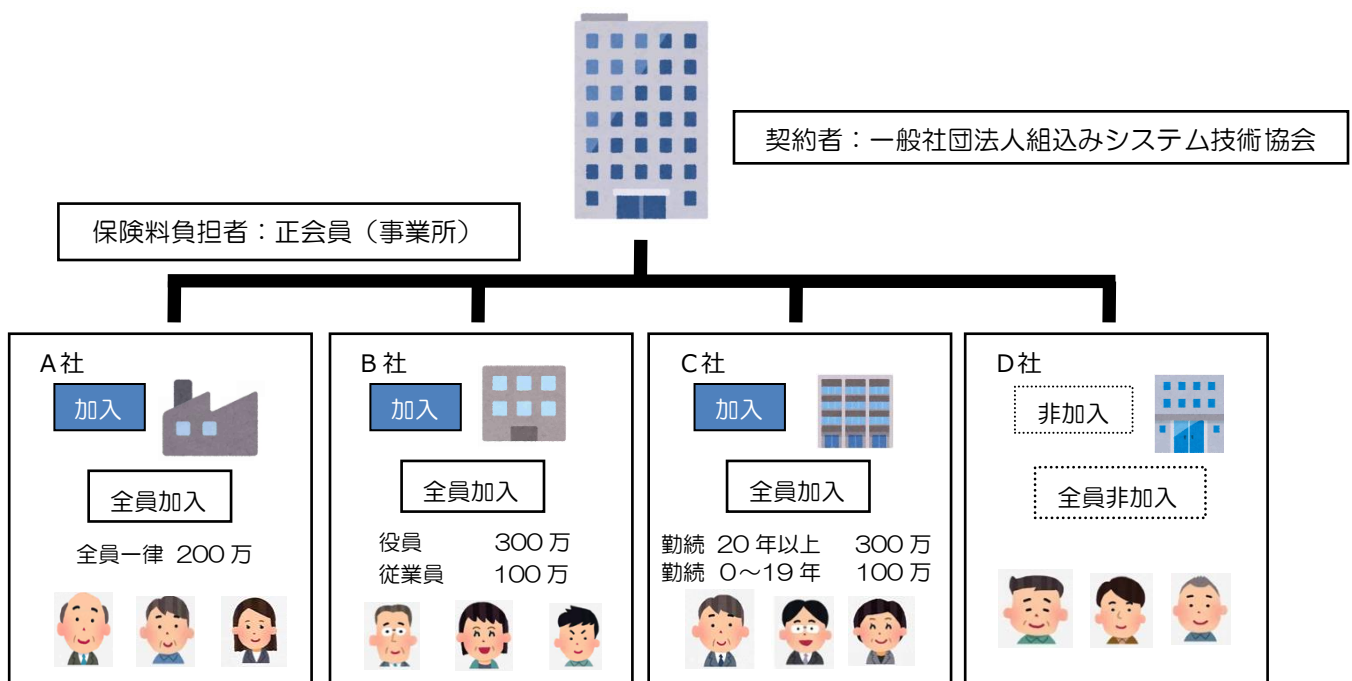 契約者：一般社団法人組込みシステム技術協会
保険料負担者：正会員（事業所）
A社
加入
全員加入
全員一律 200万
B社
加入
全員加入
役員 300万
従業員 100万
C社
加入
全員加入
勤続 20年以上 300万
勤続 0～19年 100万
D社
非加入
全員非加入